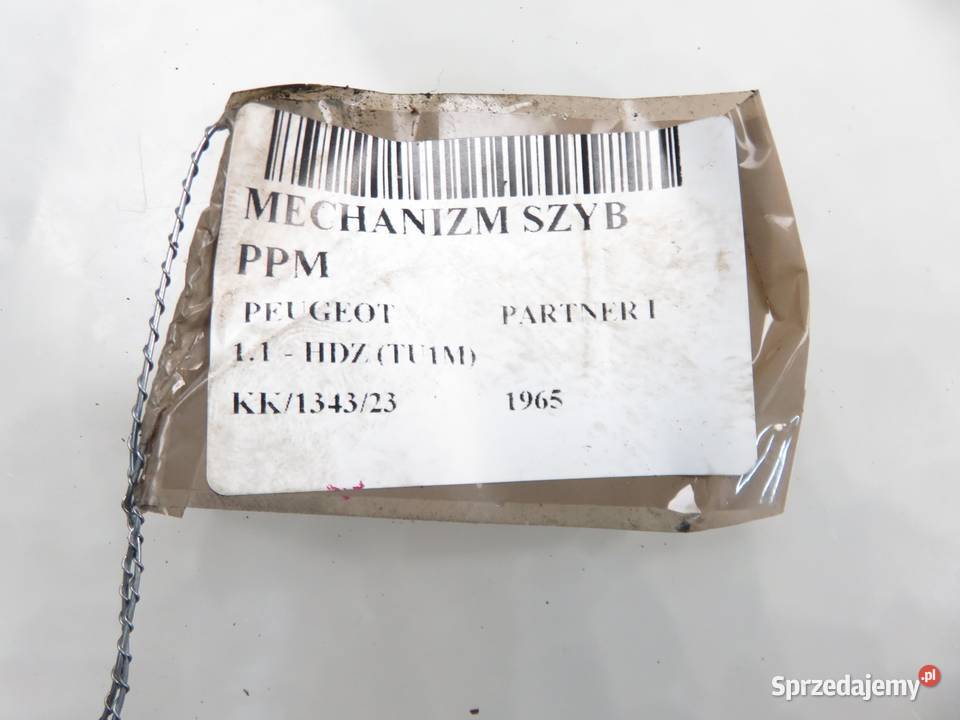 MECHANIZM SZYB
PPM
PEUGEOT PARTNER I
1.1 - HDZ (TU1M)
KK/1343/23 1965
Sprzedajemy.pl